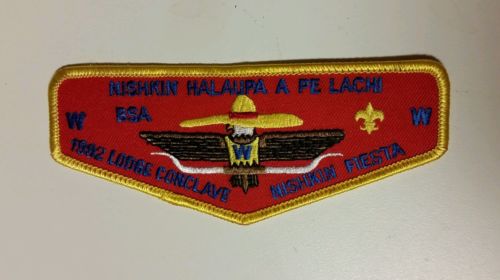 NISHKIN HALAUPA A PE LACHI
W BSA W
W
1992 LODGE CONCLAVE NISHKIN FIESTA